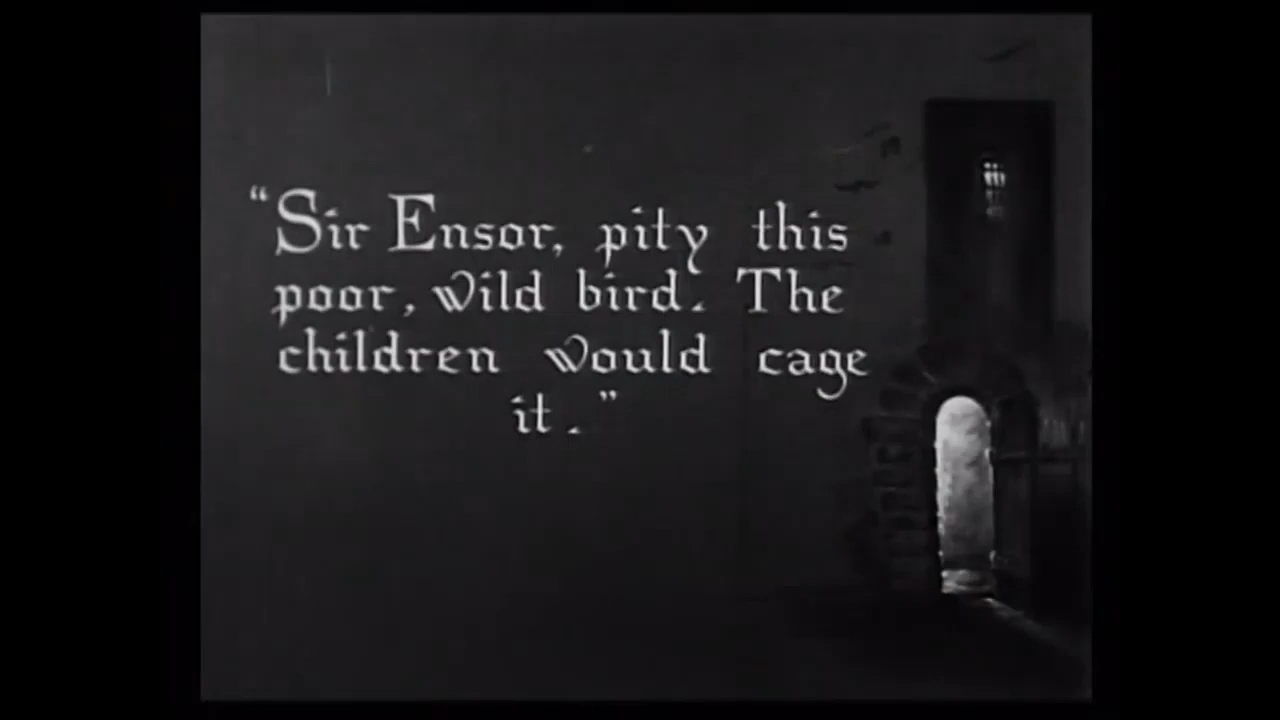 “Sir Ensor, pity this
poor, wild bird. The
children would cage
it.”